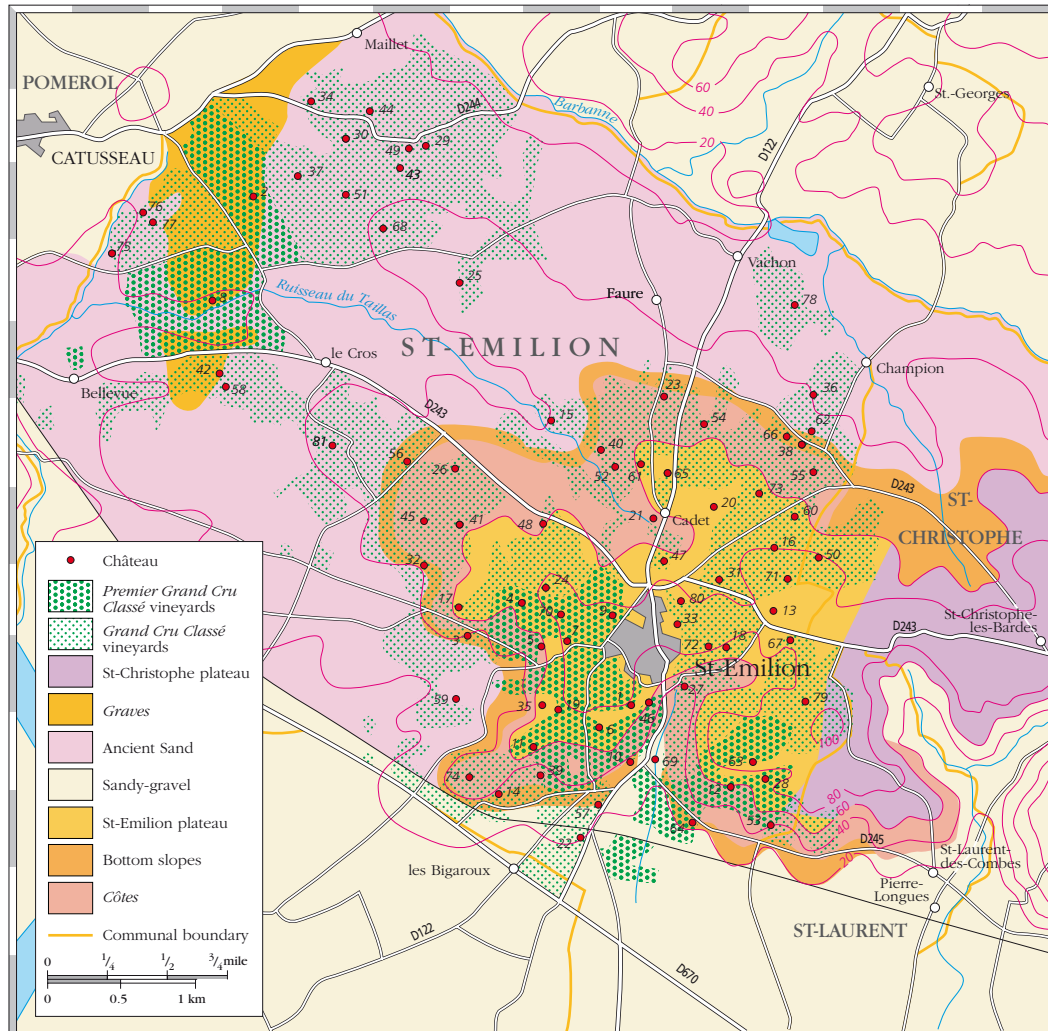 Maillet
POMEROL
60
40
20
St.-Georges
34
44
D244
Barbanne
30
49
29
CATUSSEAU
43
37
D122
2
51
76
77
68
75
Vachon
25
Ruisseau du Taillas
8
Faure
78
ST-EMILION
le Cros
Champion
42
58
Bellevue
23
36
D243
15
54
62
81
40
66
38
56
26
52
61
65
55
D243
73
ST-
CHRISTOPHE
20
60
45
41
48
21
Cadet
16
50
47
32
31
71
24
17
4
70
9
80
13
33
St-Christophe-
les-Bardes
D243
3
72
18
67
St-Emilion
27
59
35
19
1
46
79
6
100
11
10
69
63
74
39
28
80
14
12
60
57
40
64
53
20
D245
22
St-Laurent-
des-Combes
les Bigaroux
Pierre-
Longues
ST-LAURENT
D122
D670
Château
Premier Grand Cru
Classé vineyards
Grand Cru Classé
vineyards
St-Christophe plateau
Graves
Ancient Sand
Sandy-gravel
St-Emilion plateau
Bottom slopes
Côtes
Communal boundary
0 1/4 1/2 3/4 mile
0 0.5 1 km